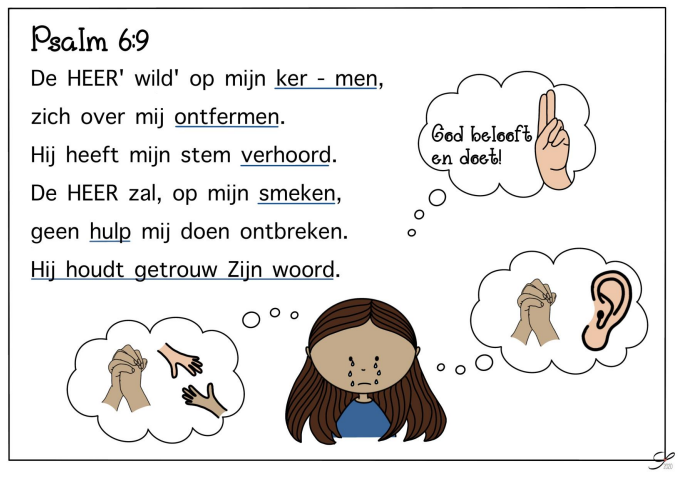 Psalm 6:9
De HEER' wild' op mijn ker - men,
zich over mij ontfermen.
Hij heeft mijn stem verhoord.
De HEER zal, op mijn smeken,
geen hulp mij doen ontbreken.
Hij houdt getrouw Zijn woord.
God belooft
en doet!